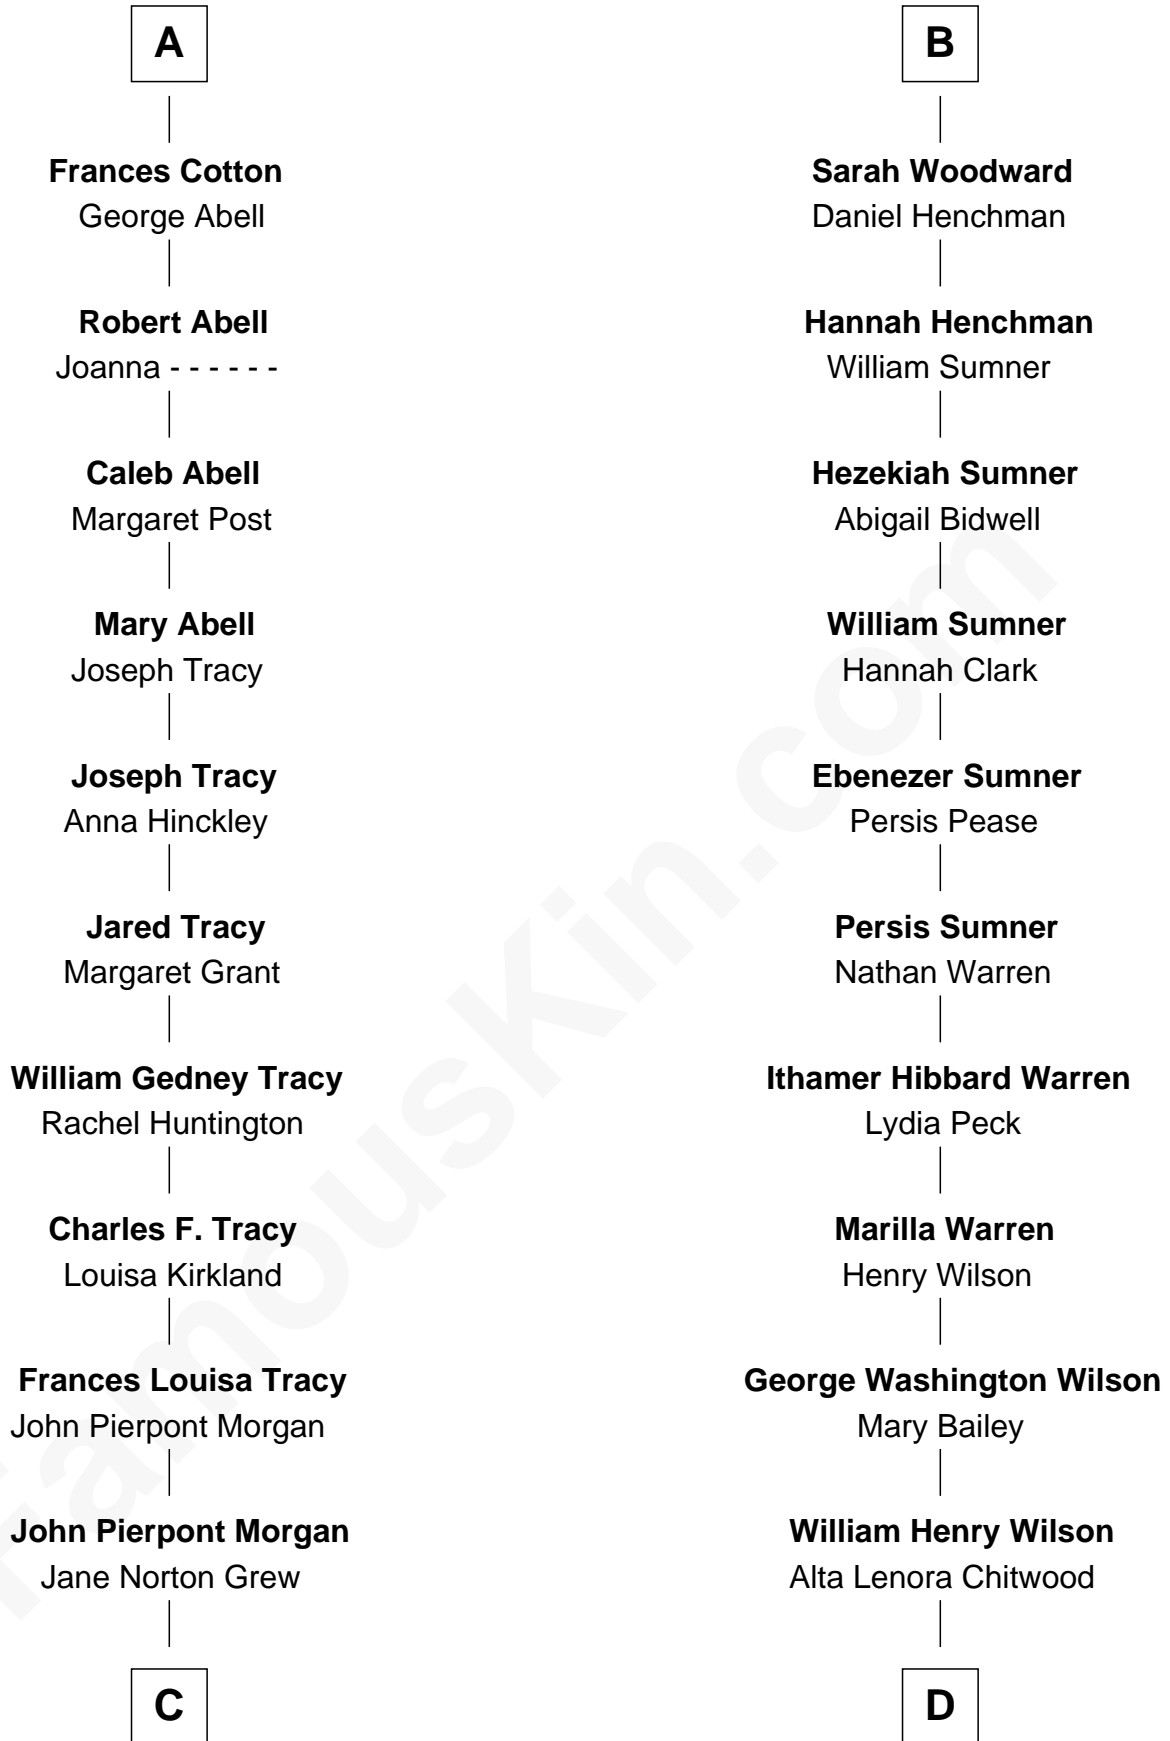 A
Frances Cotton
George Abell
Robert Abell
Joanna - - - - - -
Caleb Abell
Margaret Post
Mary Abell
Joseph Tracy
Joseph Tracy
Anna Hinckley
Jared Tracy
Margaret Grant
William Gedney Tracy
Rachel Huntington
Charles F. Tracy
Louisa Kirkland
Frances Louisa Tracy
John Pierpont Morgan
John Pierpont Morgan
Jane Norton Grew
C
B
Sarah Woodward
Daniel Henchman
Hannah Henchman
William Sumner
Hezekiah Sumner
Abigail Bidwell
William Sumner
Hannah Clark
Ebenezer Sumner
Persis Pease
Persis Sumner
Nathan Warren
Ithamer Hibbard Warren
Lydia Peck
Marilla Warren
Henry Wilson
George Washington Wilson
Mary Bailey
William Henry Wilson
Alta Lenora Chitwood
D
FamousKin.com